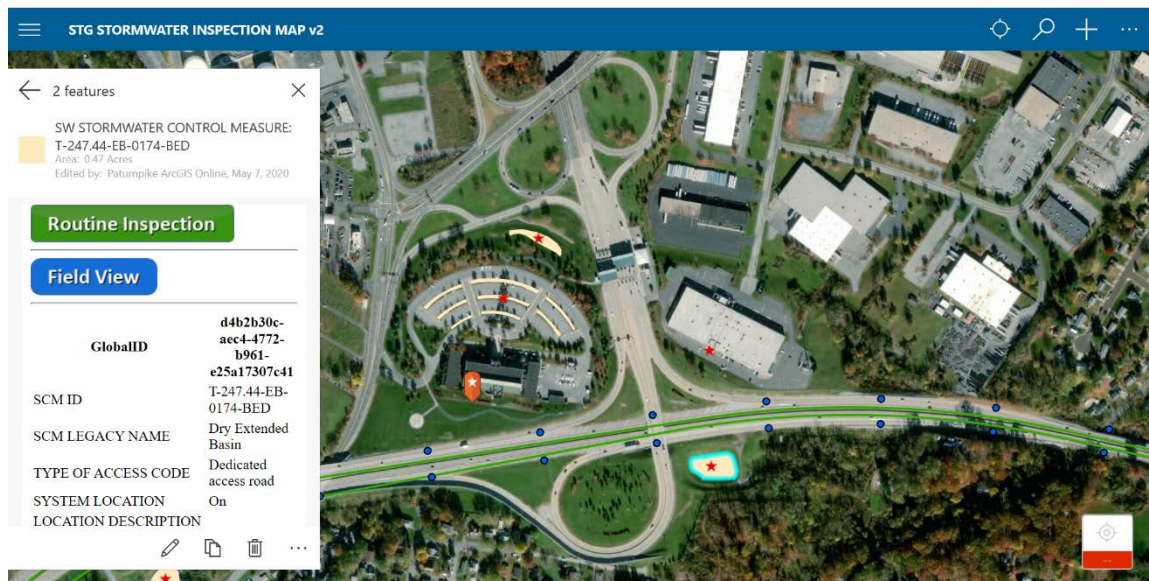 STG STORMWATER INSPECTION MAP v2
2 features
SW STORMWATER CONTROL MEASURE:
T-247.44-EB-0174-BED
Area: 0.47 Acres
Edited by: Paturnpike ArcGIS Online, May 7, 2020
Routine Inspection
Field View
GlobalID d4b2b30c-
aec4-4772-
b961-
e25a17307c41
SCM ID T-247.44-EB-
0174-BED
SCM LEGACY NAME Dry Extended
Basin
TYPE OF ACCESS CODE Dedicated
access road
SYSTEM LOCATION On
LOCATION DESCRIPTION
--